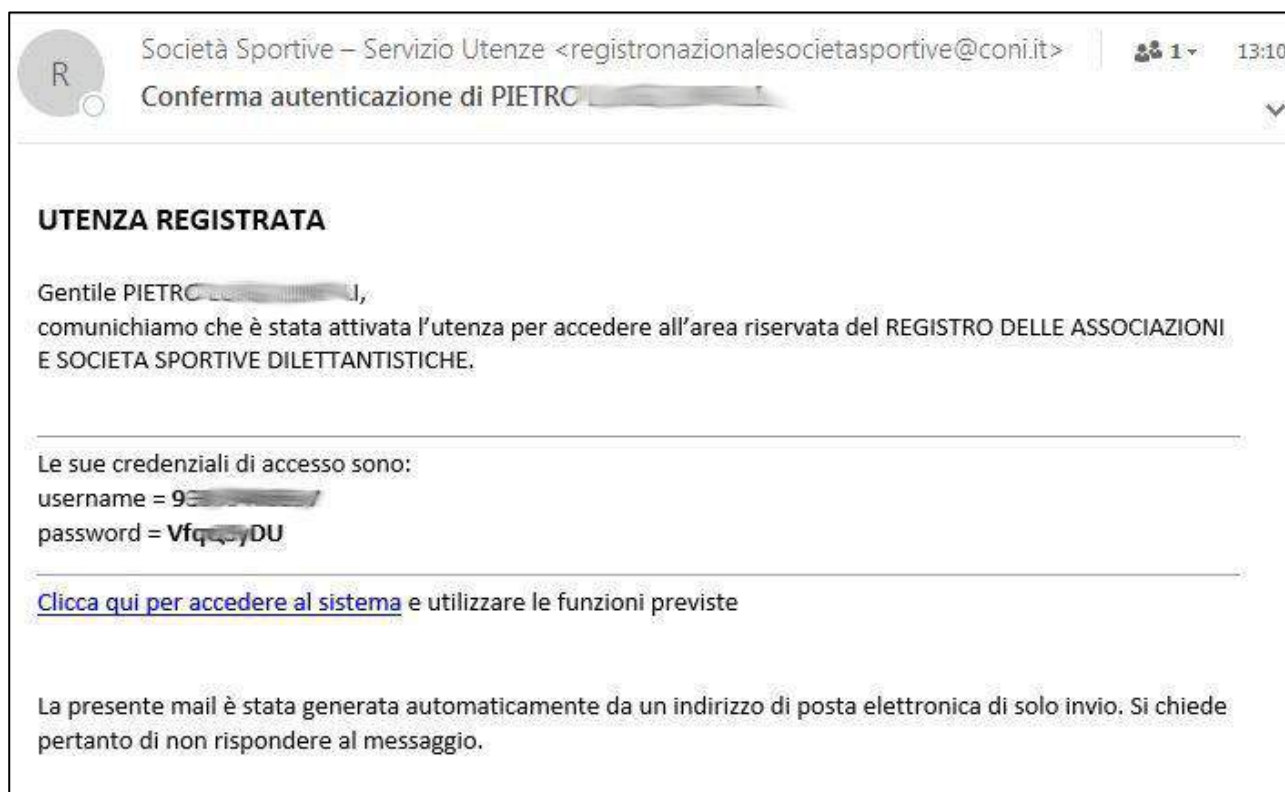 R
Società Sportive – Servizio Utenze <registronazionalesocietasportive@coni.it>
1
13:10
Conferma autenticazione di PIETRO
UTENZA REGISTRATA
Gentile PIETRO
comunichiamo che è stata attivata l'utenza per accedere all'area riservata del REGISTRO DELLE ASSOCIAZIONI
E SOCIETA SPORTIVE DILETTANTISTICHE.
Le sue credenziali di accesso sono:
username =
password =
Clicca qui per accedere al sistema e utilizzare le funzioni previste
La presente mail è stata generata automaticamente da un indirizzo di posta elettronica di solo invio. Si chiede
pertanto di non rispondere al messaggio.